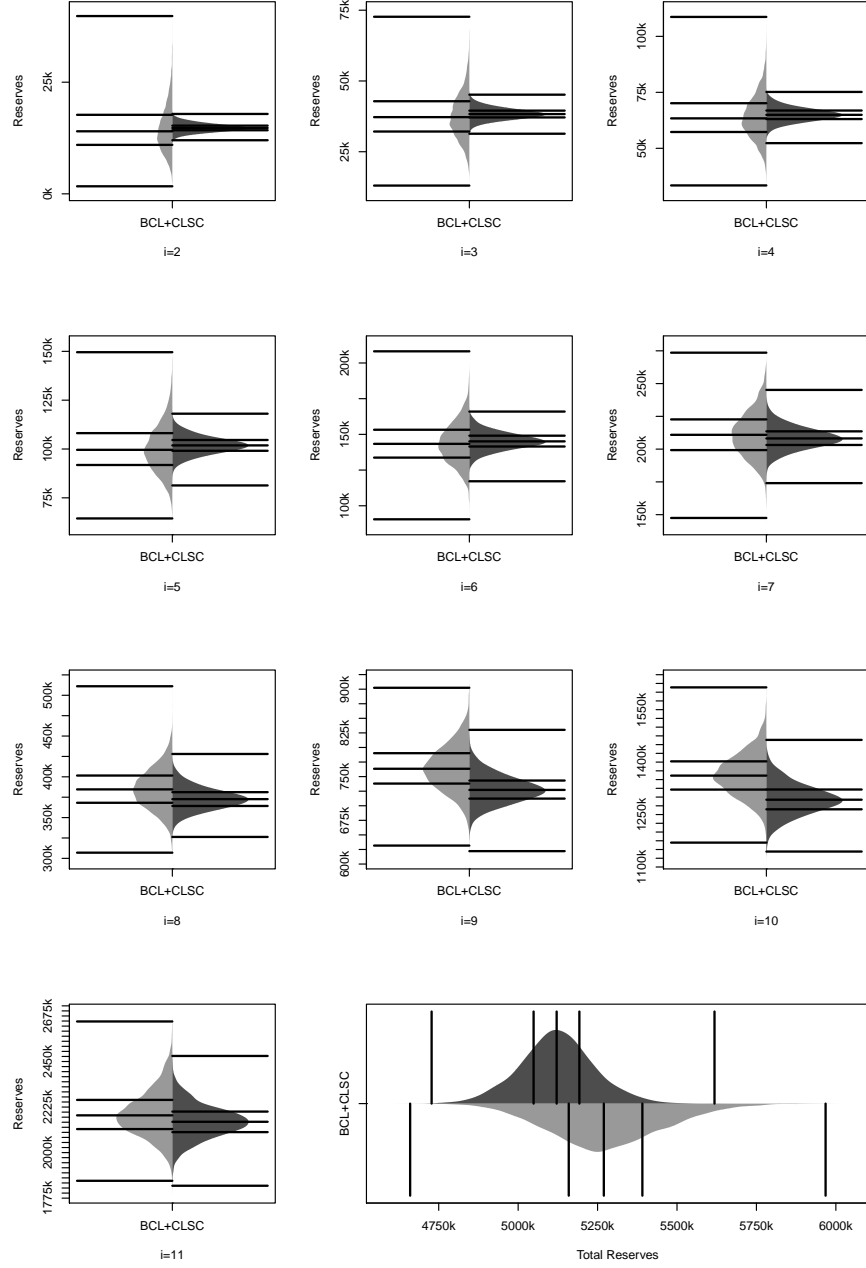 Reserves
0k
25k
BCL+CLSC
i=2
Reserves
25k
50k
75k
BCL+CLSC
i=3
Reserves
50k
75k
100k
BCL+CLSC
i=4
Reserves
75k
100k
125k
150k
BCL+CLSC
i=5
Reserves
100k
150k
200k
BCL+CLSC
i=6
Reserves
150k
200k
250k
BCL+CLSC
i=7
Reserves
300k
350k
400k
450k
500k
BCL+CLSC
i=8
Reserves
600k
675k
750k
825k
900k
BCL+CLSC
i=9
Reserves
1100k
1250k
1400k
1550k
BCL+CLSC
i=10
Reserves
1775k
2000k
2225k
2450k
2675k
BCL+CLSC
i=11
BCL+CLSC
4750k 5000k 5250k 5500k 5750k 6000k
Total Reserves